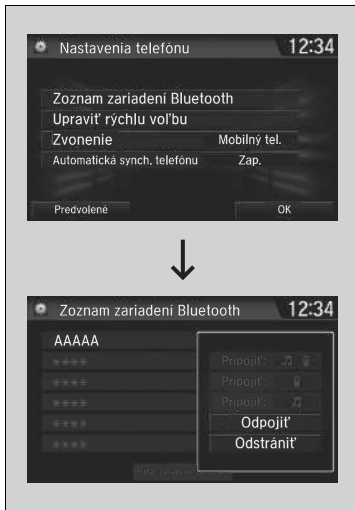 Nastavenia telefónu 12:34
Zoznam zariadení Bluetooth
Upraviť rýchlu voľbu
Zvonenie Mobilný tel.
Automatická synch. telefónu Zap.
Predvolené OK
Zoznam zariadení Bluetooth 12:34
AAAAA
**** Pripojiť:
**** Pripojiť:
**** Pripojiť:
**** Odpojiť
**** Odstrániť